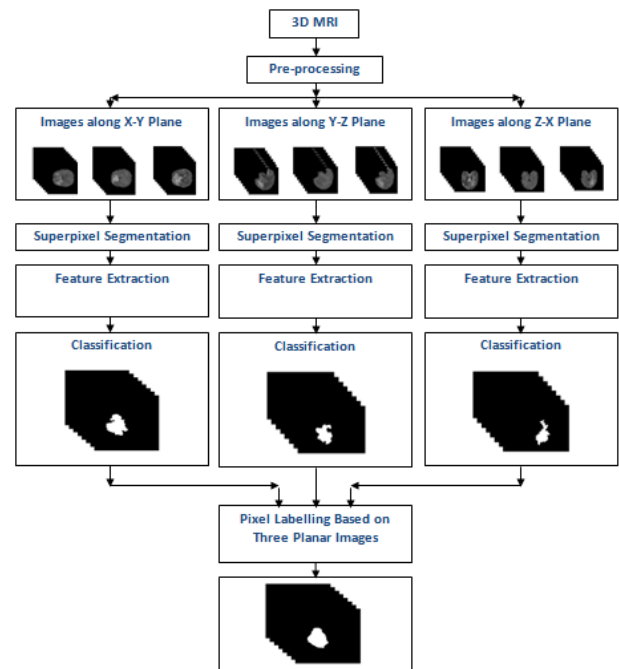 3D MRI
Pre-processing
Images along X-Y Plane
Images along Y-Z Plane
Images along Z-X Plane
Superpixel Segmentation
Superpixel Segmentation
Superpixel Segmentation
Feature Extraction
Feature Extraction
Feature Extraction
Classification
Classification
Classification
Pixel Labelling Based on
Three Planar Images